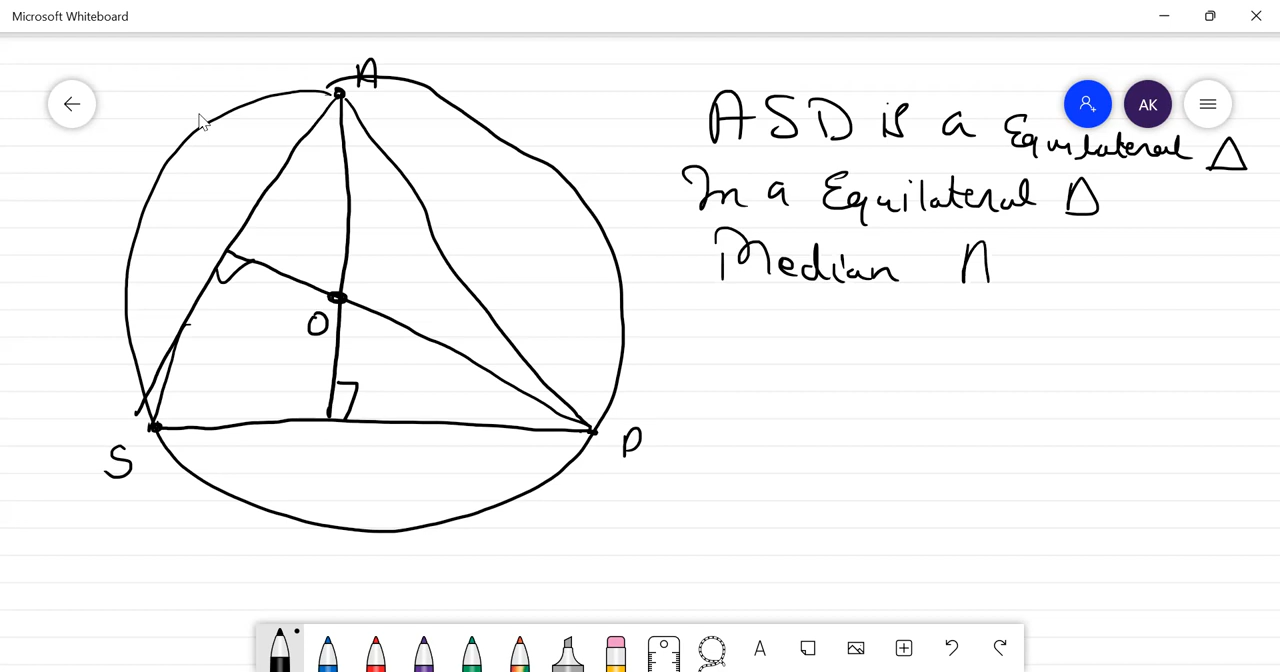 Microsoft Whiteboard
A
AK
ASD is a Equilateral Δ
In a Equilateral Δ
Median A
O
S
D
A